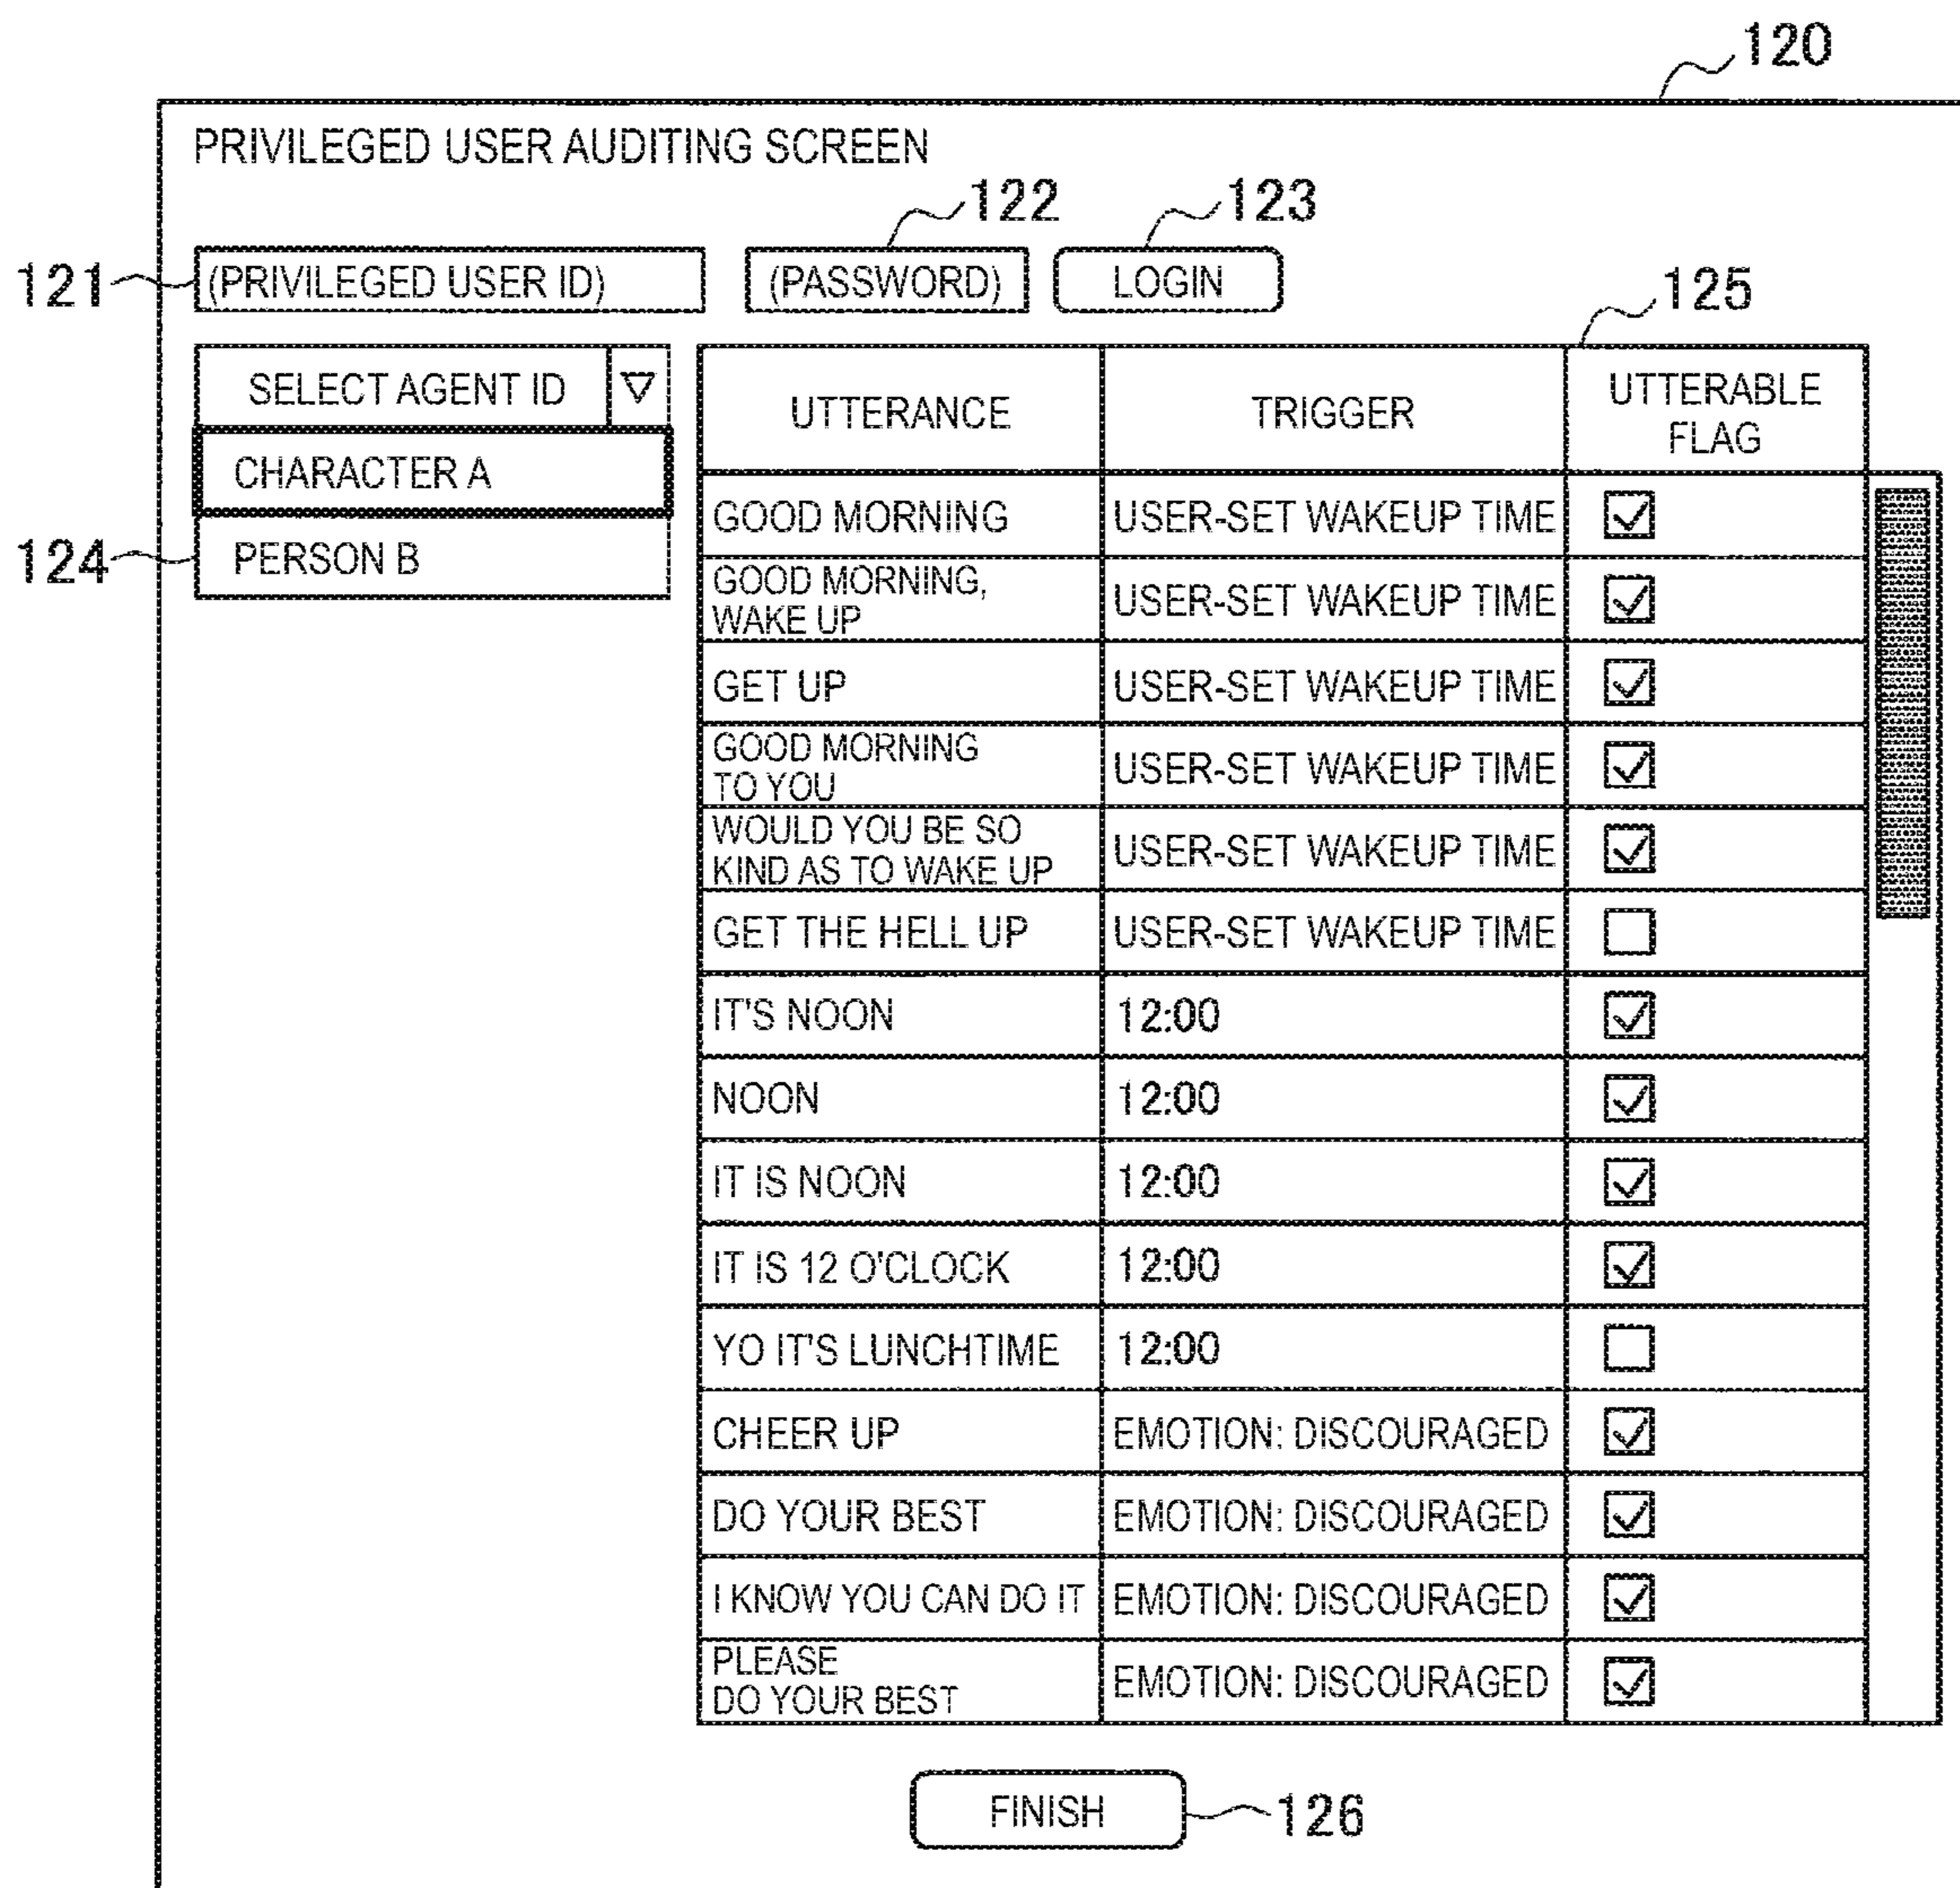 120
PRIVILEGED USER AUDITING SCREEN
122
123
121
(PRIVILEGED USER ID)
(PASSWORD)
LOGIN
125
SELECT AGENT ID ▽
CHARACTER A
124
PERSON B
UTTERANCE
TRIGGER
UTTERABLE
FLAG
GOOD MORNING
USER-SET WAKEUP TIME
GOOD MORNING,
WAKE UP
USER-SET WAKEUP TIME
GET UP
USER-SET WAKEUP TIME
GOOD MORNING
TO YOU
USER-SET WAKEUP TIME
WOULD YOU BE SO
KIND AS TO WAKE UP
USER-SET WAKEUP TIME
GET THE HELL UP
USER-SET WAKEUP TIME
IT'S NOON
12:00
NOON
12:00
IT IS NOON
12:00
IT IS 12 O'CLOCK
12:00
YO IT'S LUNCHTIME
12:00
CHEER UP
EMOTION: DISCOURAGED
DO YOUR BEST
EMOTION: DISCOURAGED
I KNOW YOU CAN DO IT
EMOTION: DISCOURAGED
PLEASE
DO YOUR BEST
EMOTION: DISCOURAGED
FINISH
126